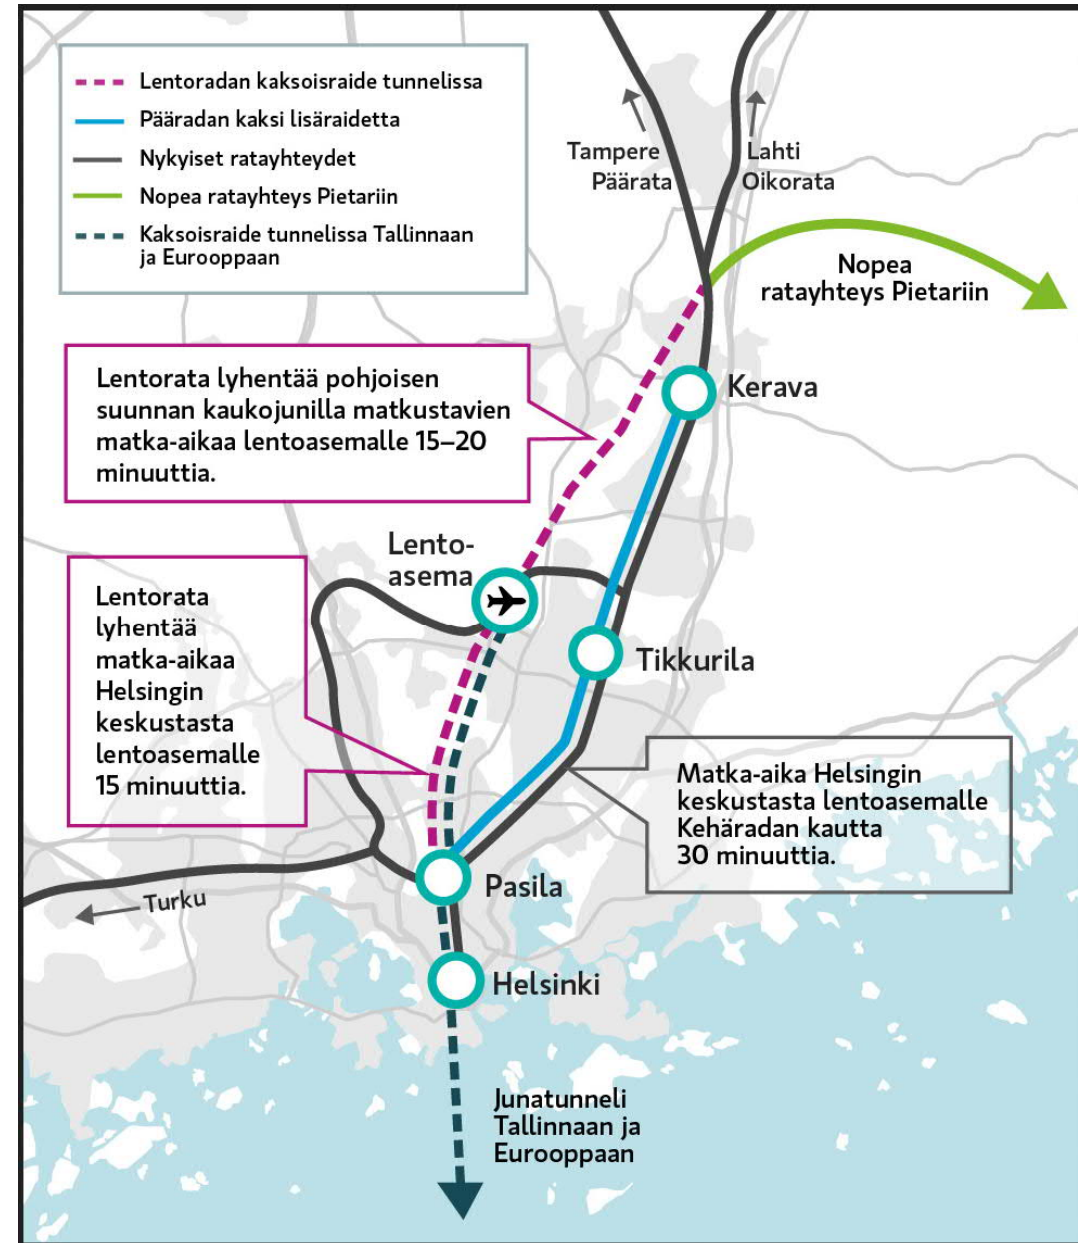 Lentoradan kaksoisraide tunnelissa
Pääradan kaksi lisäraidetta
Nykyiset ratayhteydet
Nopea ratayhteys Pietariin
Kaksoisraide tunnelissa Tallinnaan
ja Eurooppaan
Tampere
Päärata
Lahti
Oikorata
Nopea
ratayhteys Pietariin
Lentorata lyhentää pohjoisen
suunnan kaukojunilla matkustavien
matka-aikaa lentoasemalle 15–20
minuuttia.
Kerava
Lento-
asema
Lentorata
lyhentää
matka-aikaa
Helsingin
keskustasta
lentoasemalle
15 minuuttia.
Tikkurila
Matka-aika Helsingin
keskustasta lentoasemalle
Kehäradan kautta
30 minuuttia.
Pasila
Turku
Helsinki
Junatunneli
Tallinnaan ja
Eurooppaan